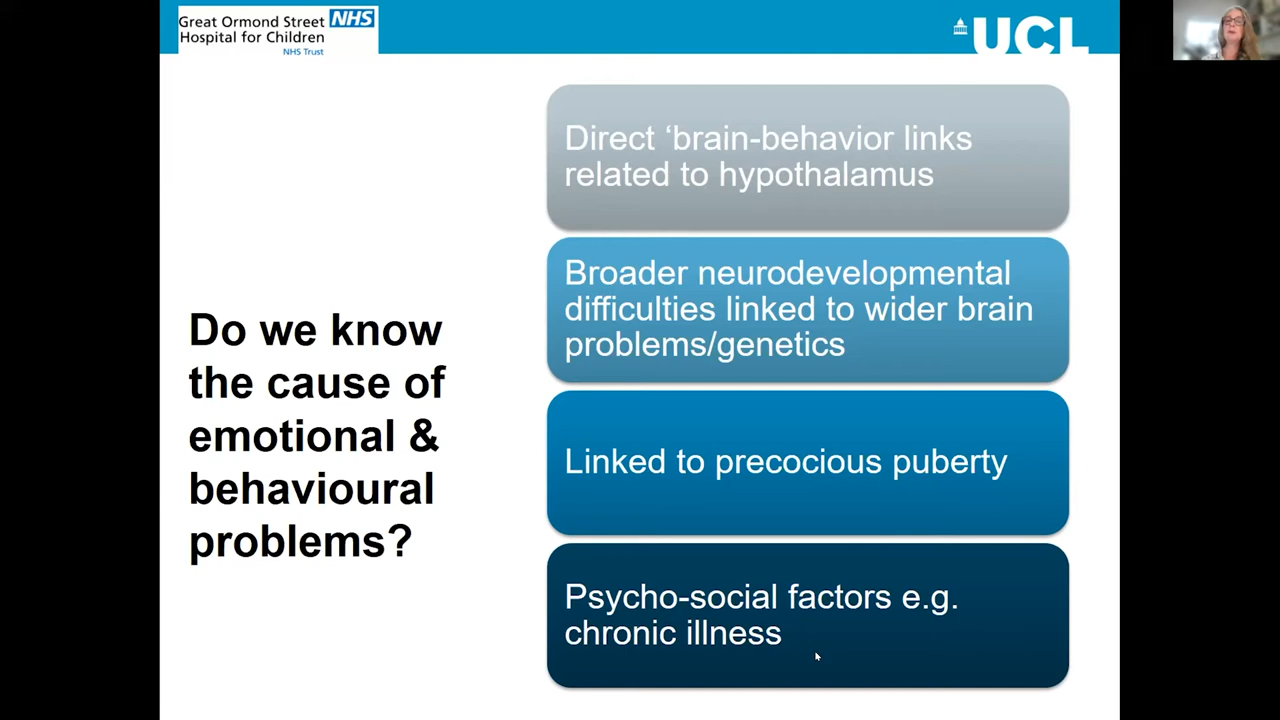 Great Ormond Street NHS
Hospital for Children
NHS Trust
UCL
Do we know
the cause of
emotional &
behavioural
problems?
Direct ‘brain-behavior links
related to hypothalamus
Broader neurodevelopmental
difficulties linked to wider brain
problems/genetics
Linked to precocious puberty
Psycho-social factors e.g.
chronic illness